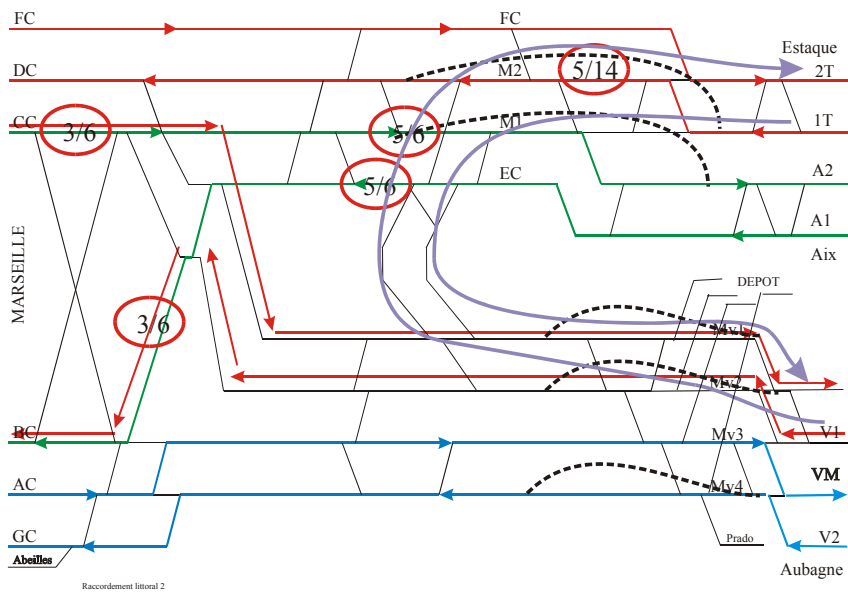 FC FC
Estaque
DC M2 5/14 2T
CC 3/6 5/6 M1 1T
5/6 EC A2
A1
Aix
MARSEILLE
DEPOT
3/6 Mv1
Mv2
BC Mv3 V1
AC Mv4 VM
GC Prado V2
Abeilles
Aubagne
Raccordement littoral 2